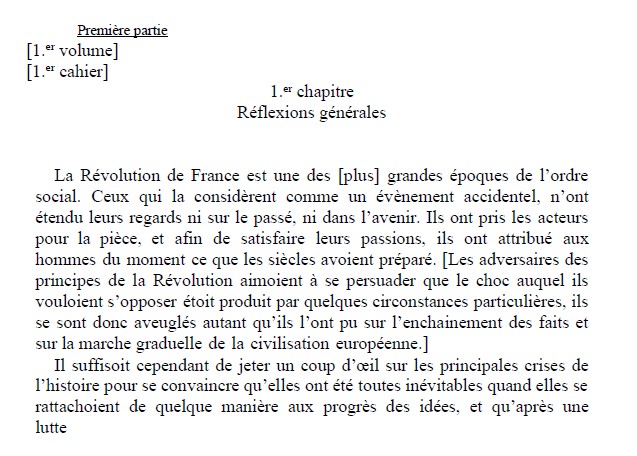 Première partie
[1.er volume]
[1.er cahier]
1.er chapitre
Réflexions générales
La Révolution de France est une des [plus] grandes époques de l’ordre
social. Ceux qui la considèrent comme un évènement accidentel, n’ont
étendu leurs regards ni sur le passé, ni dans l’avenir. Ils ont pris les acteurs
pour la pièce, et afin de satisfaire leurs passions, ils ont attribué aux
hommes du moment ce que les siècles avoient préparé. [Les adversaires des
principes de la Révolution aimoient à se persuader que le choc auquel ils
vouloient s’opposer étoit produit par quelques circonstances particulières, ils
se sont donc aveuglés autant qu’ils l’ont pu sur l’enchainement des faits et
sur la marche graduelle de la civilisation européenne.]
Il suffisoit cependant de jeter un coup d’œil sur les principales crises de
l’histoire pour se convaincre qu’elles ont été toutes inévitables quand elles se
rattachoient de quelque manière aux progrès des idées, et qu’après une
lutte